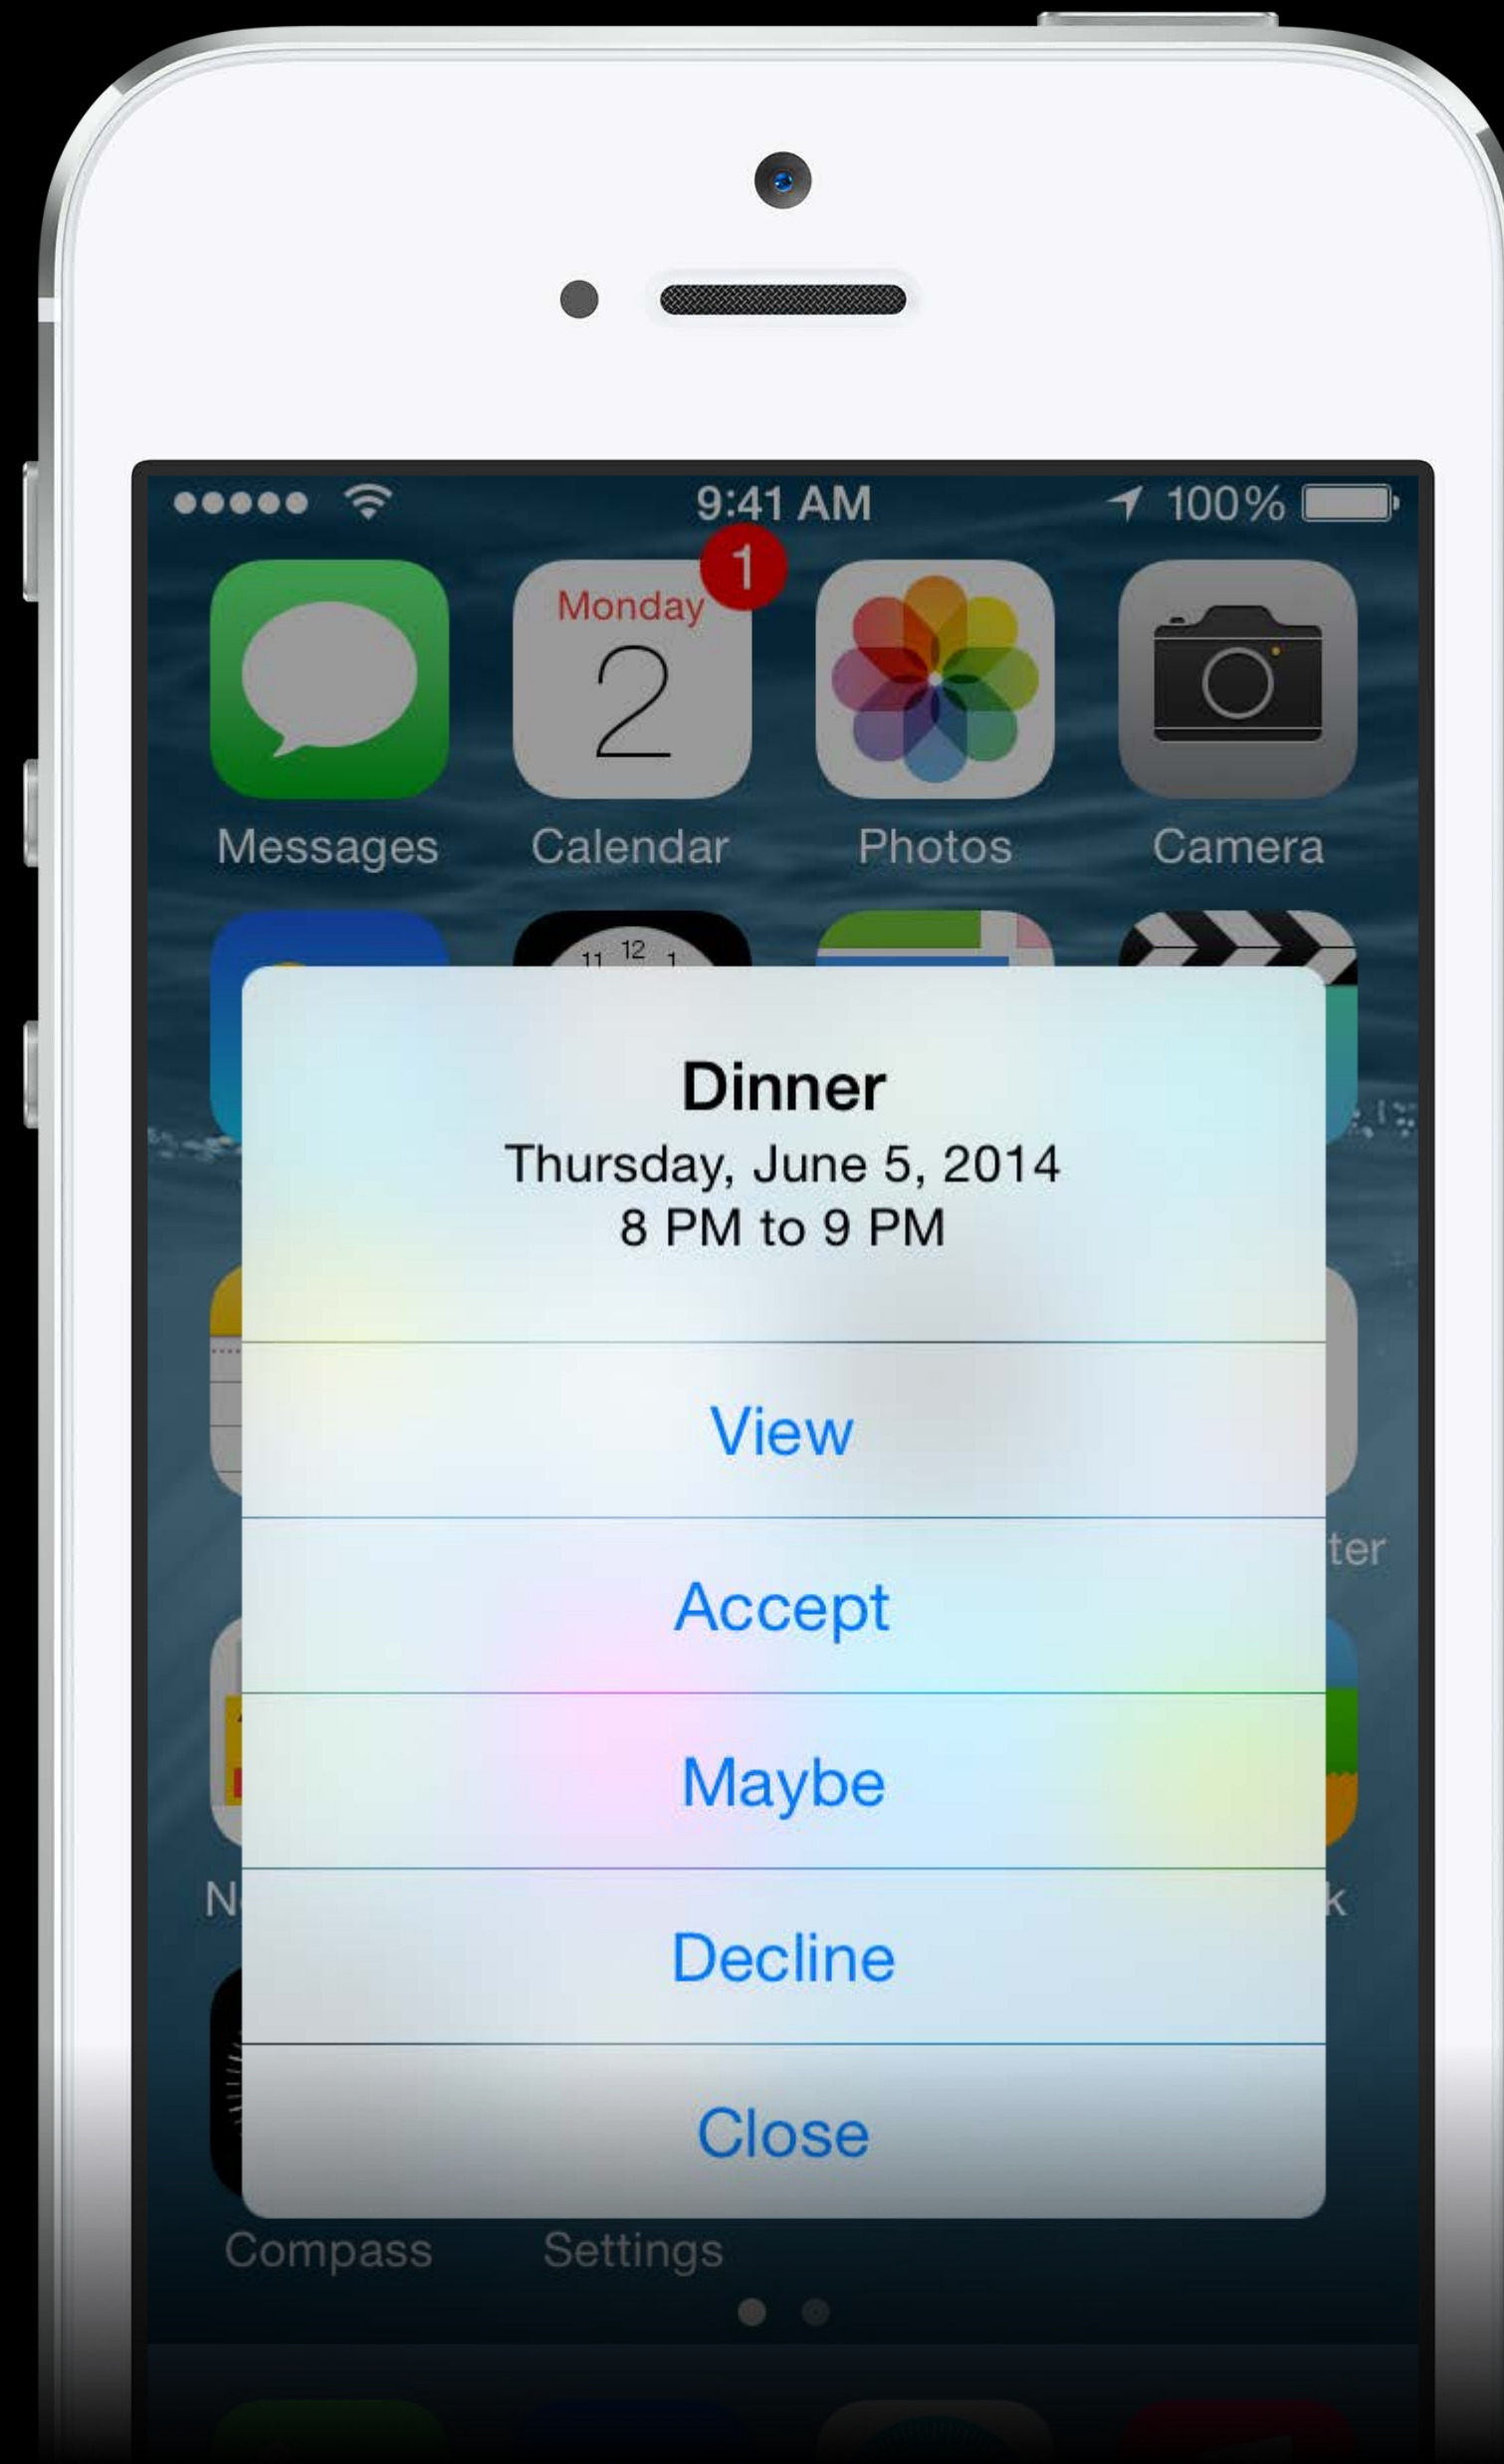 9:41 AM
100%
1
Monday
2
Messages
Calendar
Photos
Camera
11 12 1
Dinner
Thursday, June 5, 2014
8 PM to 9 PM
View
Accept
ter
Maybe
Decline
k
Close
Compass
Settings